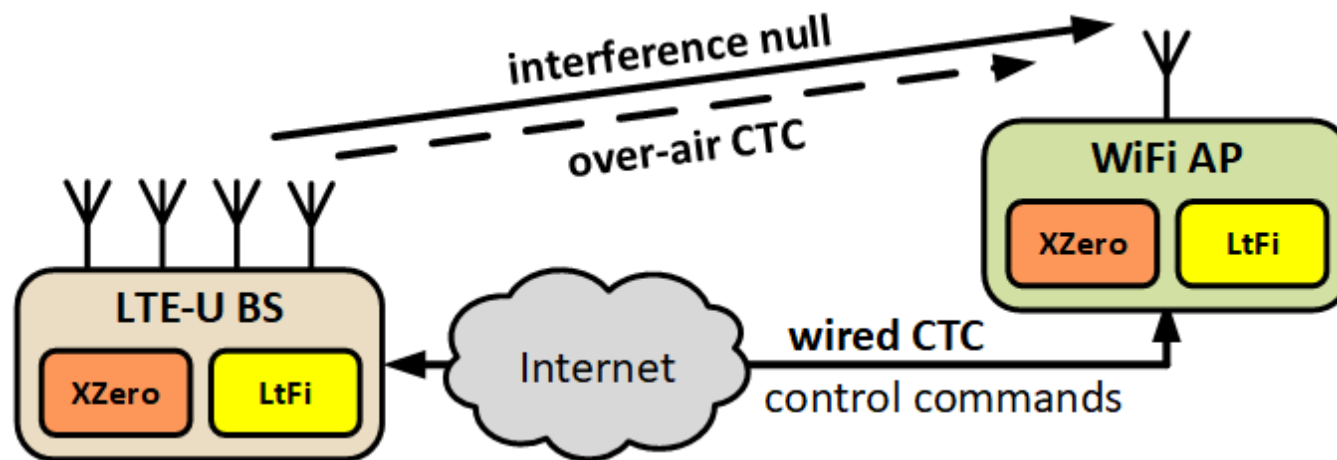 interference null
over-air CTC
WiFi AP
XZero
LtFi
LTE-U BS
XZero
LtFi
Internet
wired CTC
control commands